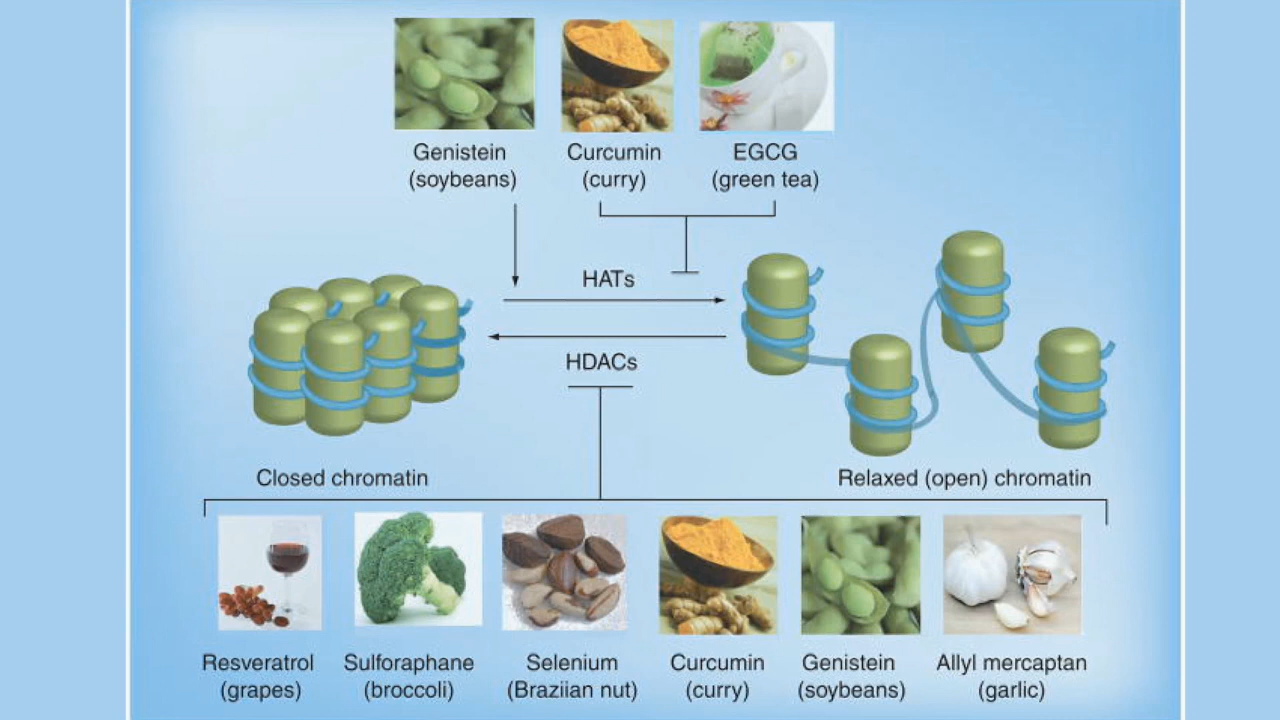 Genistein
(soybeans)
Curcumin
(curry)
EGCG
(green tea)
HATs
HDACs
Closed chromatin
Relaxed (open) chromatin
Resveratrol
(grapes)
Sulforaphane
(broccoli)
Selenium
(Braziian nut)
Curcumin
(curry)
Genistein
(soybeans)
Allyl mercaptan
(garlic)